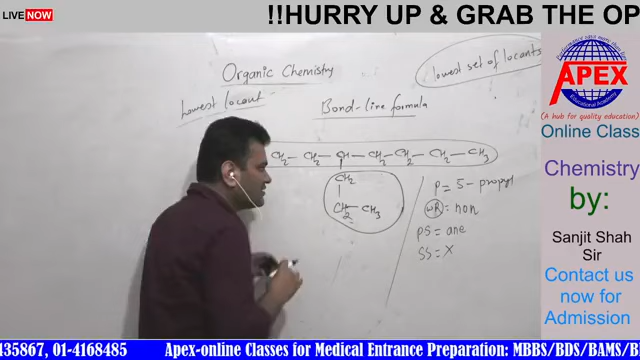 LIVE NOW
!!HURRY UP & GRAB THE OP
lowest set of locants
Organic Chemistry
Lowest locant
Bond-line formula
CH2 - CH2 - CH - CH2 - CH2 - CH2 - CH3
CH2
CH2 - CH3
P = 5 - propyl
WR = non
PS = ane
SS = X
APEX
Educational Academy
(A hub for quality education)
Online Class
Chemistry
by:
Sanjit Shah
Sir
Contact us
now for
Admission
435867, 01-4168485 Apex-online Classes for Medical Entrance Preparation: MBBS/BDS/BAMS/B